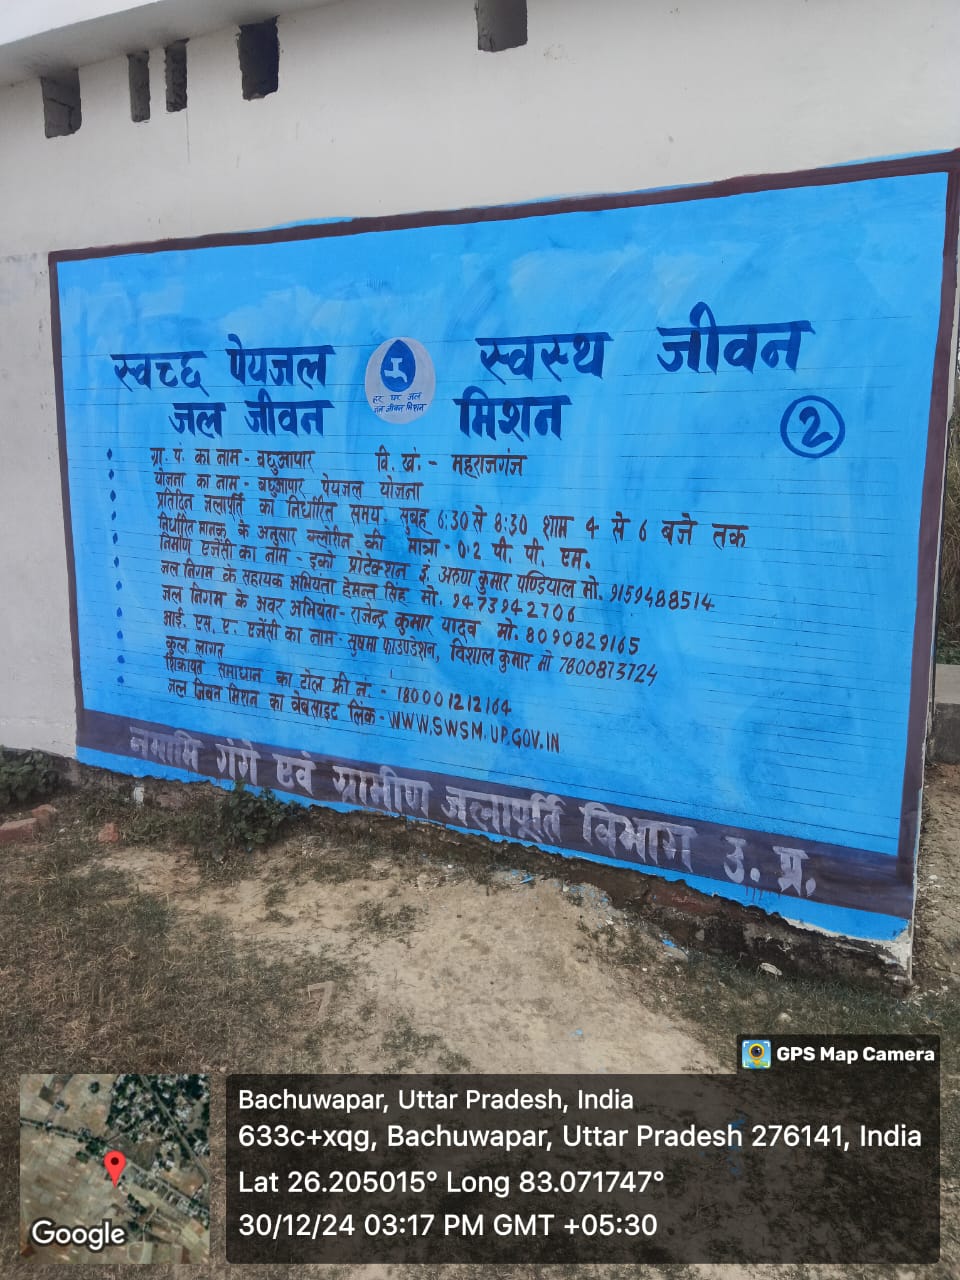 स्वच्छ पेयजल स्वस्थ जीवन
हर घर जल
जल जीवन मिशन
जल जीवन मिशन
2
ग्रा. पं. का नाम - बछुआपार वि. खं. - महराजगंज
योजना का नाम - बछुआपार पेयजल योजना
प्रतिदिन जलापूर्ति का निर्धारित समय. सुबह 6:30 से 8:30 शाम 4 से 6 बजे तक
निर्धारित मानक के अनुसार क्लोरीन की मात्रा - 0.2 पी. पी. एम.
निर्माण एजेंसी का नाम - इको प्रोटेक्शन इं. अरुण कुमार पण्डियाल मो. 9159488514
जल निगम के सहायक अभियंता हेमन्त सिंह मो. 9473942706
जल निगम के अवर अभियंता - राजेन्द्र कुमार यादव मो. 8090829165
आई. एस. ए. एजेंसी का नाम - सुषमा फाउण्डेशन, विशाल कुमार मो 7800873724
कुल लागत
शिकायत समाधान का टोल फ्री नं. - 180001212164
जल जिवन मिशन का वेबसाइट लिंक - WWW.SWSM.UP.GOV.IN
नमामि गंगे एवं ग्रामीण जलापूर्ति विभाग उ. प्र.
GPS Map Camera
Bachuwapar, Uttar Pradesh, India
633c+xqg, Bachuwapar, Uttar Pradesh 276141, India
Lat 26.205015° Long 83.071747°
30/12/24 03:17 PM GMT +05:30
Google